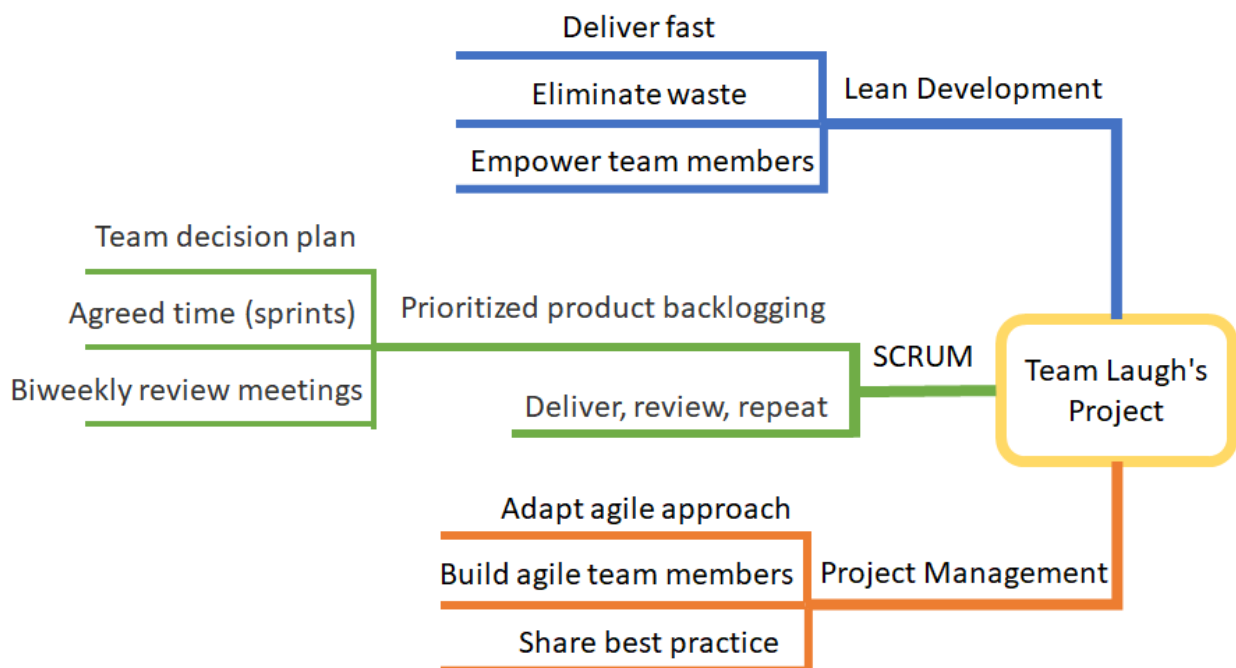 Deliver fast
Eliminate waste
Lean Development
Empower team members
Team decision plan
Agreed time (sprints)
Prioritized product backlogging
Biweekly review meetings
SCRUM
Deliver, review, repeat
Team Laugh's
Project
Adapt agile approach
Build agile team members
Project Management
Share best practice